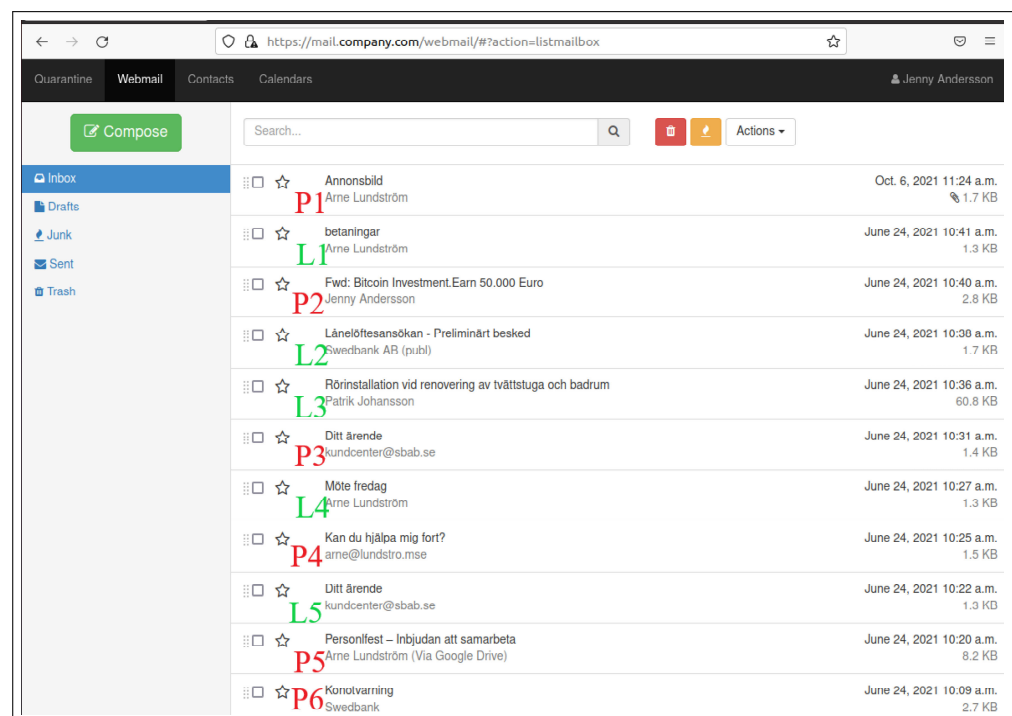 https://mail.company.com/webmail/#?action=listmailbox
Quarantine Webmail Contacts Calendars Jenny Andersson
Compose
Search...
Actions
Inbox
Drafts
Junk
Sent
Trash
Annonsbild Oct. 6, 2021 11:24 a.m.
P1 Arne Lundström 1.7 KB
betaningar June 24, 2021 10:41 a.m.
L1 Arne Lundström 1.3 KB
Fwd: Bitcoin Investment.Earn 50.000 Euro June 24, 2021 10:40 a.m.
P2 Jenny Andersson 2.8 KB
Lånelöftesansökan - Preliminärt besked June 24, 2021 10:38 a.m.
L2 Swedbank AB (publ) 1.7 KB
Rörinstallation vid renovering av tvättstuga och badrum June 24, 2021 10:36 a.m.
L3 Patrik Johansson 60.8 KB
Ditt ärende June 24, 2021 10:31 a.m.
P3 kundcenter@sbab.se 1.4 KB
Möte fredag June 24, 2021 10:27 a.m.
L4 Arne Lundström 1.3 KB
Kan du hjälpa mig fort? June 24, 2021 10:25 a.m.
P4 arne@lundstro.mse 1.5 KB
Ditt ärende June 24, 2021 10:22 a.m.
L5 kundcenter@sbab.se 1.3 KB
Personlfest – Inbjudan att samarbeta June 24, 2021 10:20 a.m.
P5 Arne Lundström (Via Google Drive) 8.2 KB
June 24, 2021 10:09 a.m.
P6 Swedbank 2.7 KB